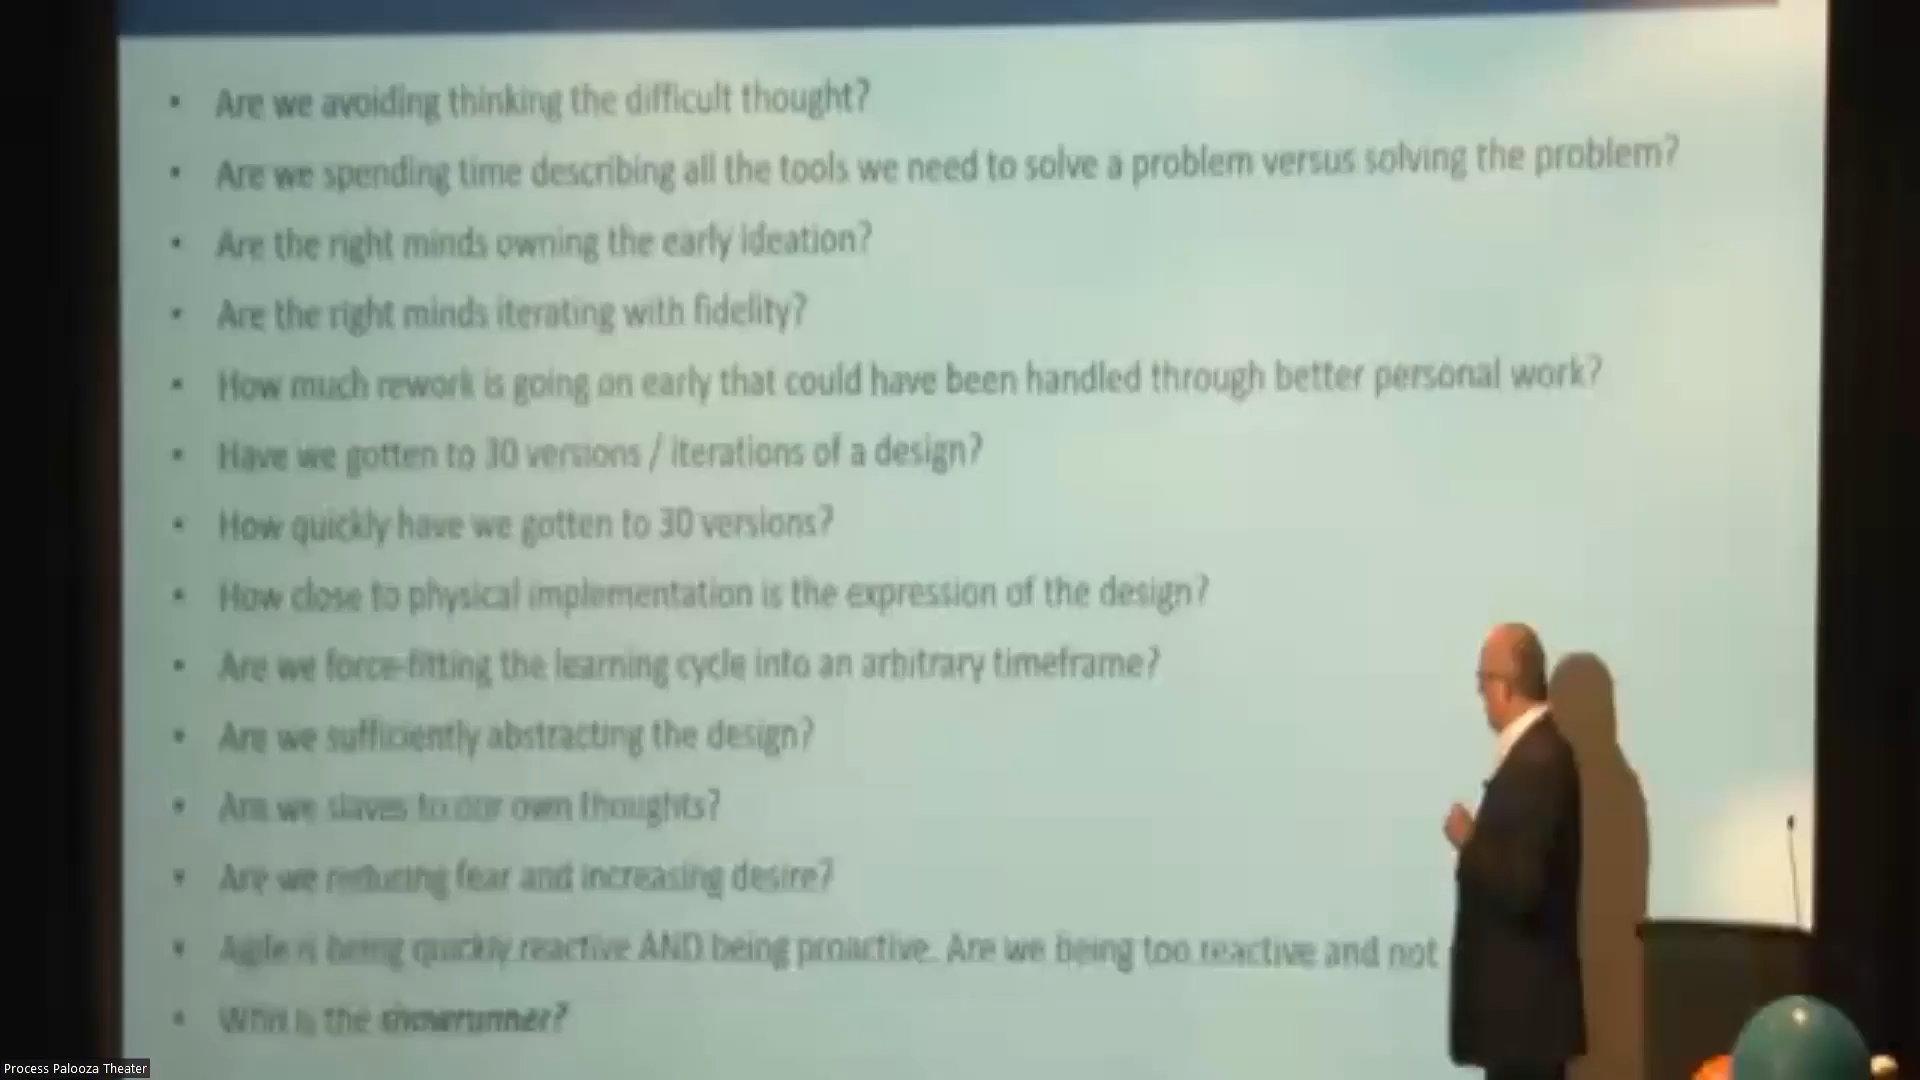 • Are we avoiding thinking the difficult thought?
• Are we spending time describing all the tools we need to solve a problem versus solving the problem?
• Are the right minds owning the early ideation?
• Are the right minds iterating with fidelity?
• How much rework is going on early that could have been handled through better personal work?
• Have we gotten to 30 versions / iterations of a design?
• How quickly have we gotten to 30 versions?
• How close to physical implementation is the expression of the design?
• Are we force-fitting the learning cycle into an arbitrary timeframe?
• Are we sufficiently abstracting the design?
• Are we slaves to our own thoughts?
• Are we reducing fear and increasing desire?
• Agile is being quickly reactive AND being proactive. Are we being too reactive and not
• Who is the showrunner?
Process Palooza Theater